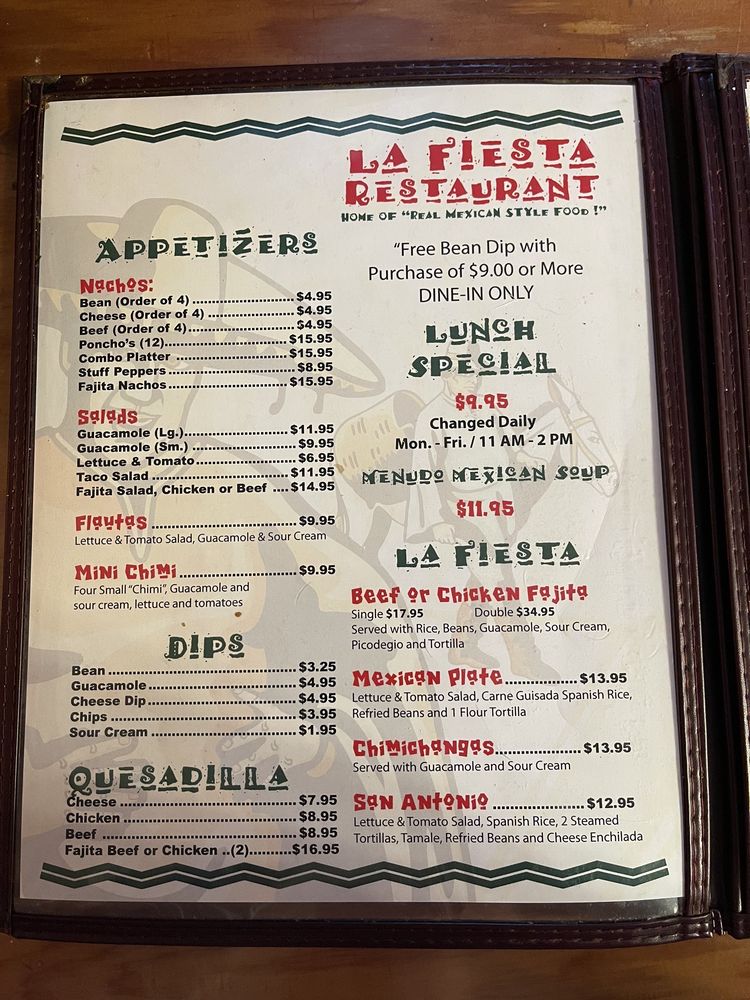 LA FIESTA
RESTAURANT
HOME OF "REAL MEXICAN STYLE FOOD !"
APPETIZERS
Nachos:
Bean (Order of 4) ........................ $4.95
Cheese (Order of 4) .................... $4.95
Beef (Order of 4) ......................... $4.95
Poncho's (12) .............................. $15.95
Combo Platter ........................... $15.95
Stuff Peppers .............................. $8.95
Fajita Nachos ............................. $15.95
Salads
Guacamole (Lg.) .......................... $11.95
Guacamole (Sm.) ......................... $9.95
Lettuce & Tomato ........................ $6.95
Taco Salad ................................. $11.95
Fajita Salad, Chicken or Beef .... $14.95
Flautas .................................. $9.95
Lettuce & Tomato Salad, Guacamole & Sour Cream
Mini Chimi ............................ $9.95
Four Small "Chimi", Guacamole and
sour cream, lettuce and tomatoes
DIPS
Bean .......................................... $3.25
Guacamole ................................. $4.95
Cheese Dip ................................. $4.95
Chips .......................................... $3.95
Sour Cream ................................. $1.95
QUESADILLA
Cheese ........................................ $7.95
Chicken ....................................... $8.95
Beef ............................................ $8.95
Fajita Beef or Chicken ..(2)......... $16.95
"Free Bean Dip with
Purchase of $9.00 or More
DINE-IN ONLY
LUNCH
SPECIAL
$9.95
Changed Daily
Mon. - Fri. / 11 AM - 2 PM
MENUDO MEXICAN SOUP
$11.95
LA FIESTA
Beef or Chicken Fajita
Single $17.95 Double $34.95
Served with Rice, Beans, Guacamole, Sour Cream,
Picodegio and Tortilla
Mexican Plate ................. $13.95
Lettuce & Tomato Salad, Carne Guisada Spanish Rice,
Refried Beans and 1 Flour Tortilla
Chimichangas ................... $13.95
Served with Guacamole and Sour Cream
San Antonio ..................... $12.95
Lettuce & Tomato Salad, Spanish Rice, 2 Steamed
Tortillas, Tamale, Refried Beans and Cheese Enchilada